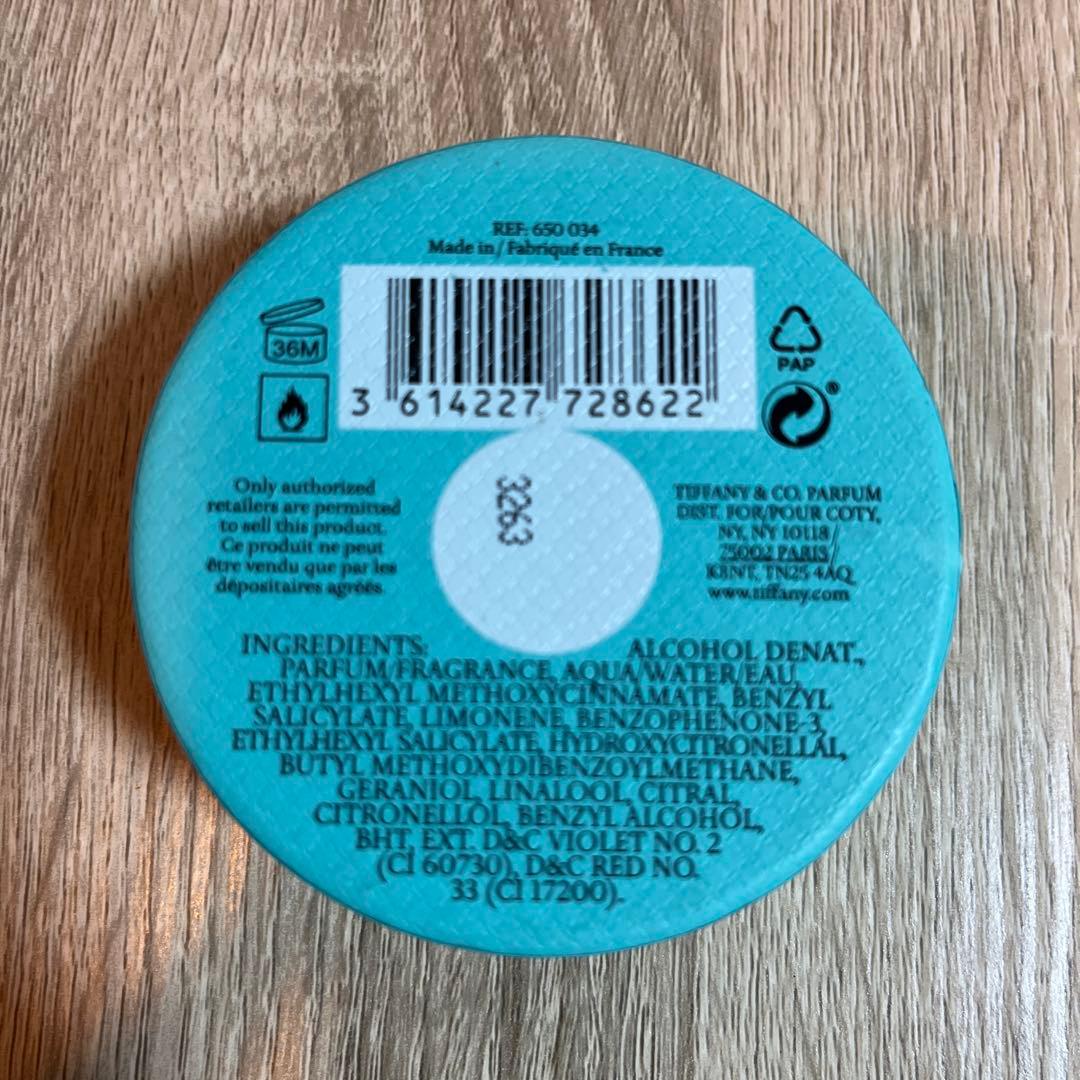 REF: 650 034
Made in / Fabriqué en France
36M
3 614227 728622
PAP
®
3263
Only authorized
retailers are permitted
to sell this product.
Ce produit ne peut
être vendu que par les
dépositaires agréés.
TIFFANY & CO. PARFUM
DIST. FOR/POUR COTY,
NY, NY 10118/
75002 PARIS/
KENT, TN25 4AQ
www.tiffany.com
INGREDIENTS: ALCOHOL DENAT.,
PARFUM/FRAGRANCE, AQUA/WATER/EAU,
ETHYLHEXYL METHOXYCINNAMATE, BENZYL
SALICYLATE, LIMONENE, BENZOPHENONE-3,
ETHYLHEXYL SALICYLATE, HYDROXYCITRONELLAL,
BUTYL METHOXYDIBENZOYLMETHANE,
GERANIOL, LINALOOL, CITRAL,
CITRONELLOL, BENZYL ALCOHOL,
BHT, EXT. D&C VIOLET NO. 2
(CI 60730), D&C RED NO.
33 (CI 17200).